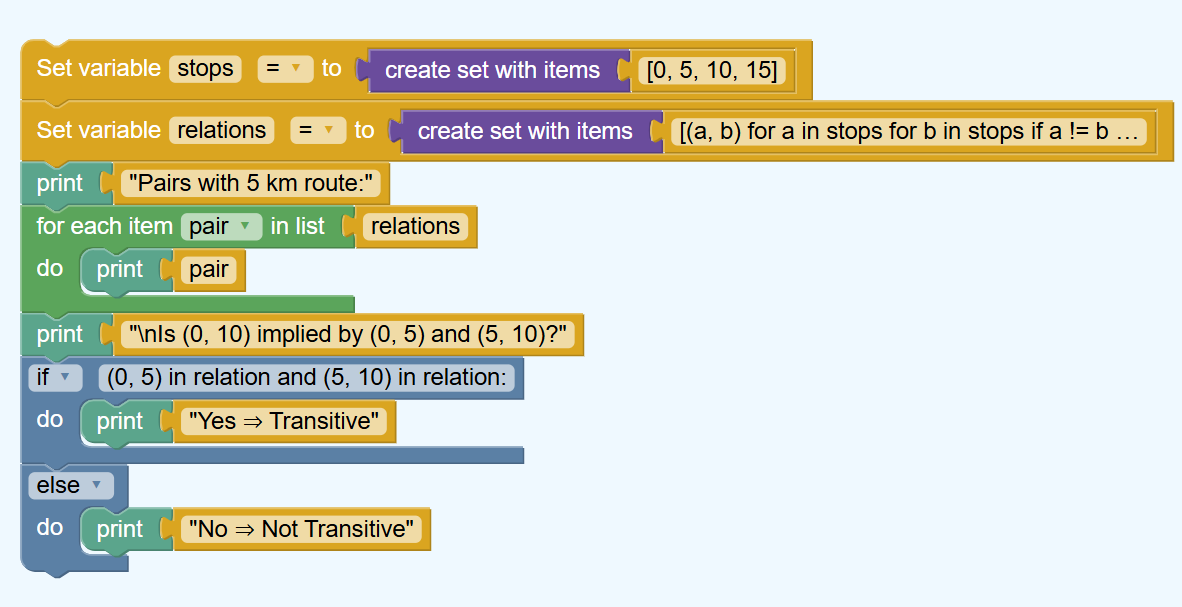 Set variable stops = to create set with items [0, 5, 10, 15]
Set variable relations = to create set with items [(a, b) for a in stops for b in stops if a != b …
print "Pairs with 5 km route:"
for each item pair in list relations
do print pair
print "\nIs (0, 10) implied by (0, 5) and (5, 10)?"
if (0, 5) in relation and (5, 10) in relation:
do print "Yes ⇒ Transitive"
else
do print "No ⇒ Not Transitive"